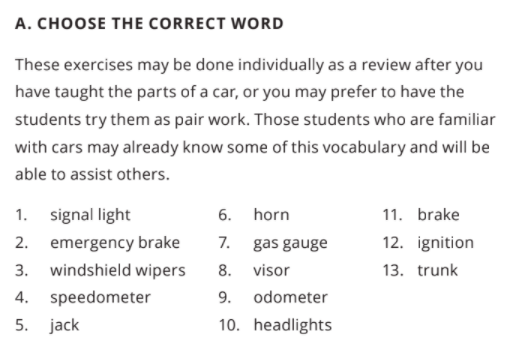 A. CHOOSE THE CORRECT WORD
These exercises may be done individually as a review after you
have taught the parts of a car, or you may prefer to have the
students try them as pair work. Those students who are familiar
with cars may already know some of this vocabulary and will be
able to assist others.
1. signal light
2. emergency brake
3. windshield wipers
4. speedometer
5. jack
6. horn
7. gas gauge
8. visor
9. odometer
10. headlights
11. brake
12. ignition
13. trunk